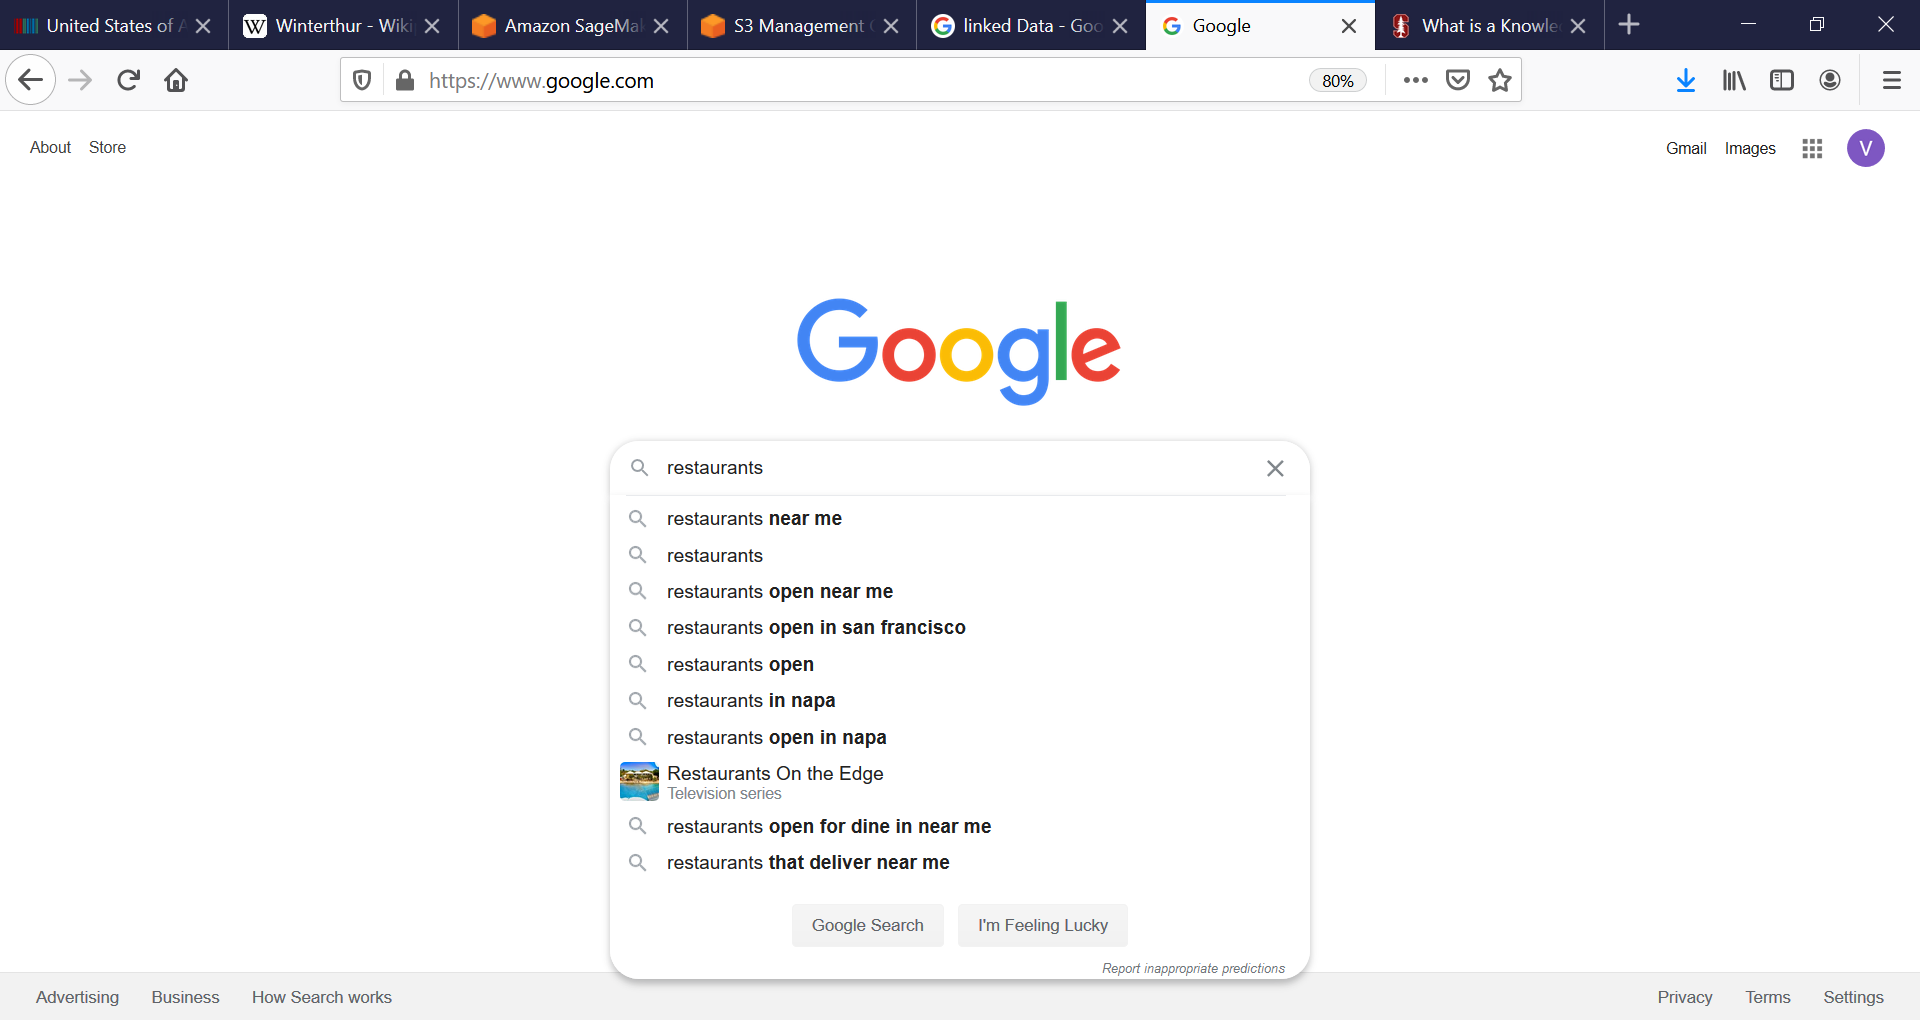 United States of A
Winterthur - Wiki
Amazon SageMak
S3 Management C
linked Data - Goo
Google
What is a Knowle
https://www.google.com
80%
About Store
Gmail Images
V
Google
restaurants
restaurants near me
restaurants
restaurants open near me
restaurants open in san francisco
restaurants open
restaurants in napa
restaurants open in napa
Restaurants On the Edge
Television series
restaurants open for dine in near me
restaurants that deliver near me
Google Search I'm Feeling Lucky
Report inappropriate predictions
Advertising Business How Search works
Privacy Terms Settings